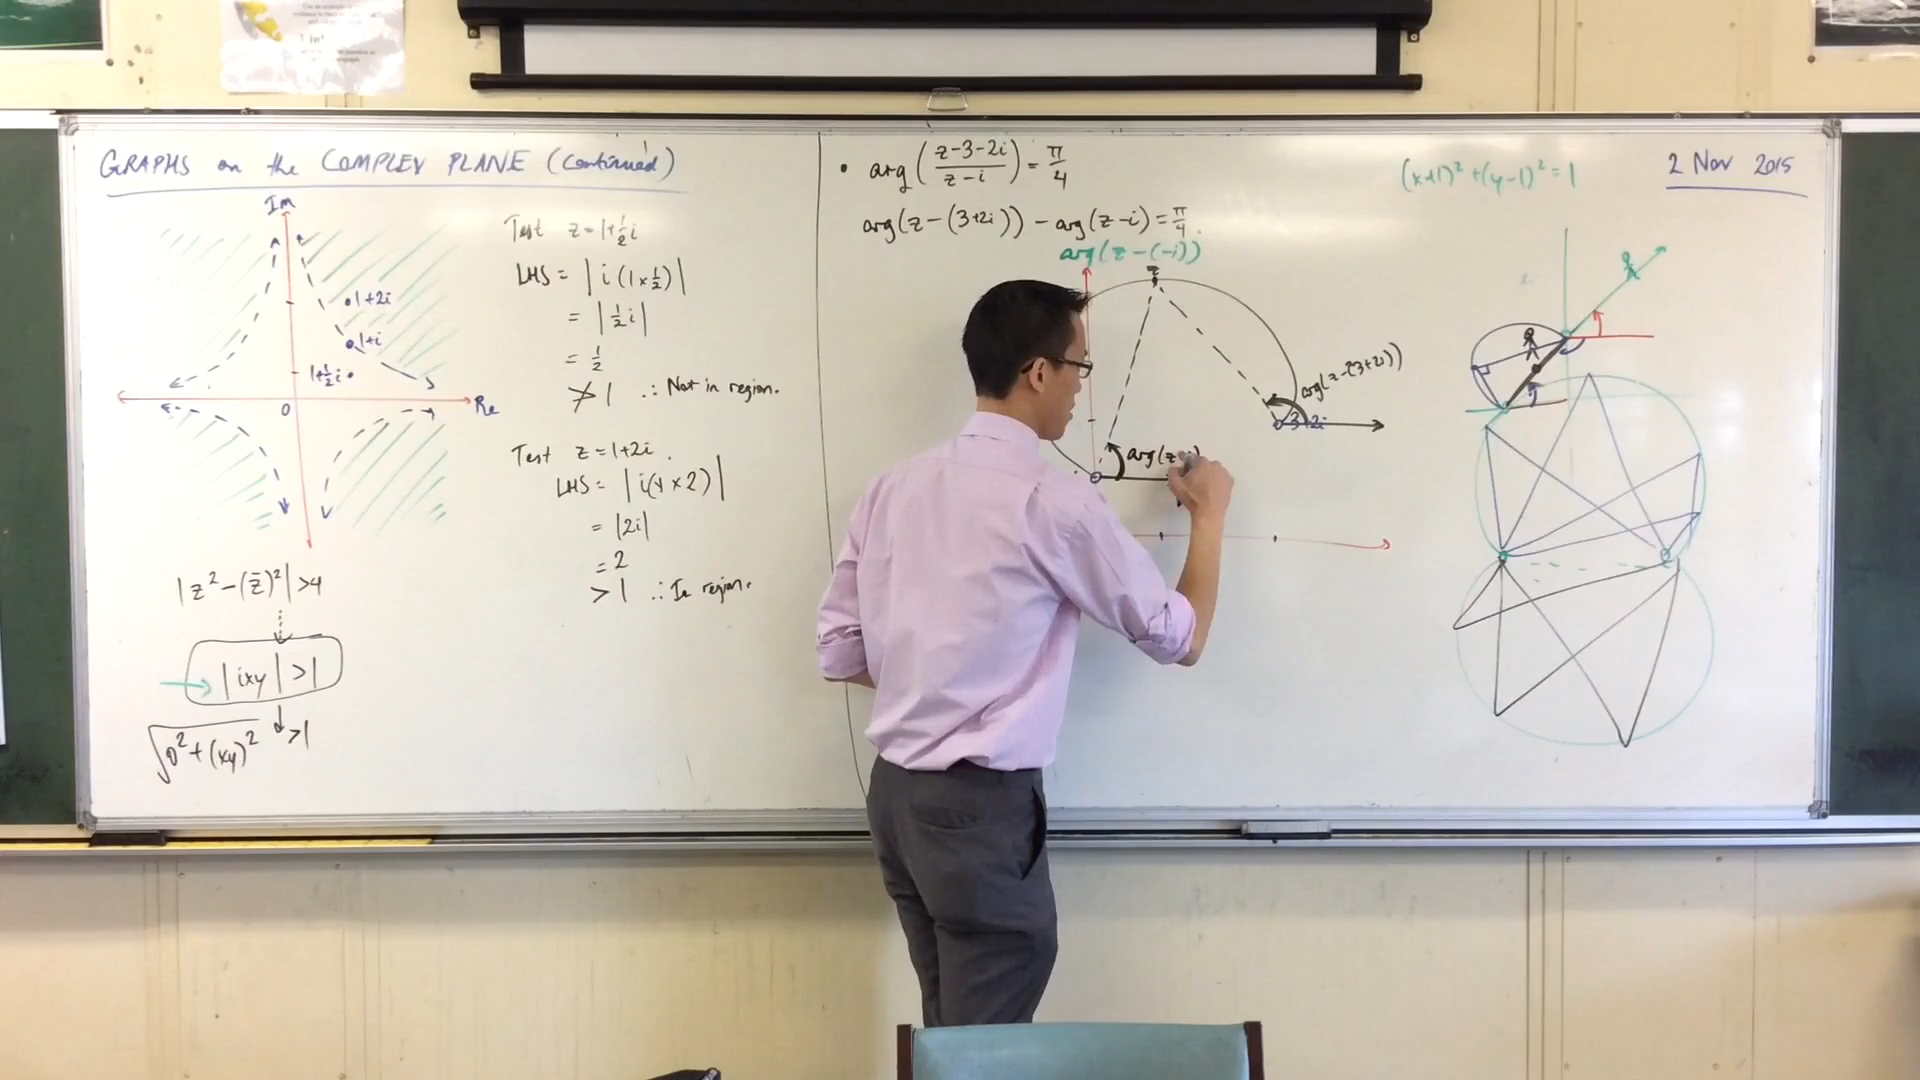 GRAPHS on the COMPLEX PLANE (Continued)
Im
1+2i
1+i
1+½i
0
Re
|z² - (z̄)²| > 4
|ixy| > 1
√(0² + (xy)²) > 1
Test z = 1+½i
LHS = |i(1×½)|
= |½i|
= ½
≯ 1 ∴ Not in region.
Test z = 1+2i.
LHS = |i(1×2)|
= |2i|
= 2
> 1 ∴ In region.
• arg((z-3-2i)/(z-i)) = π/4
arg(z-(3+2i)) - arg(z-i) = π/4.
arg(z-(-i))
z
arg(z-(3+2i))
3+2i
arg(z
(x+1)² + (y-1)² = 1
2 Nov 2015